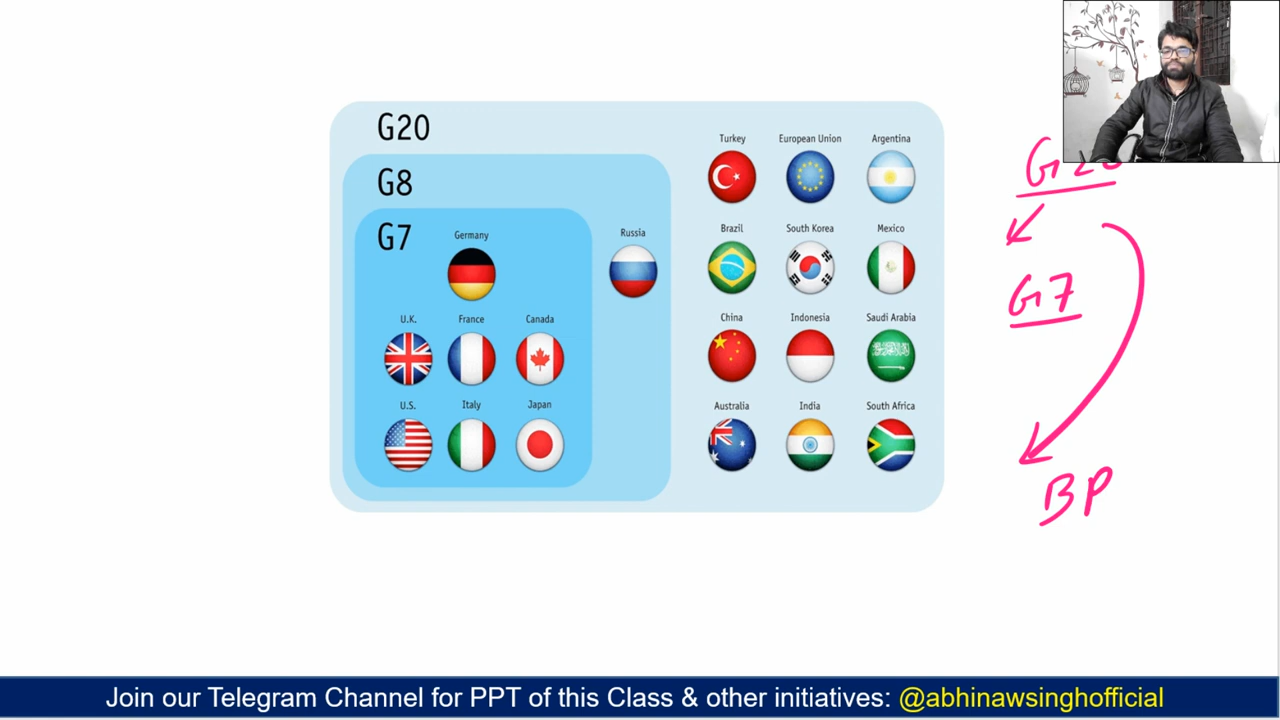 G20
G8
G7
Germany
U.K.
France
Canada
U.S.
Italy
Japan
Russia
Turkey
European Union
Argentina
Brazil
South Korea
Mexico
China
Indonesia
Saudi Arabia
Australia
India
South Africa
G20
G7
BP
Join our Telegram Channel for PPT of this Class & other initiatives: @abhinawsinghofficial